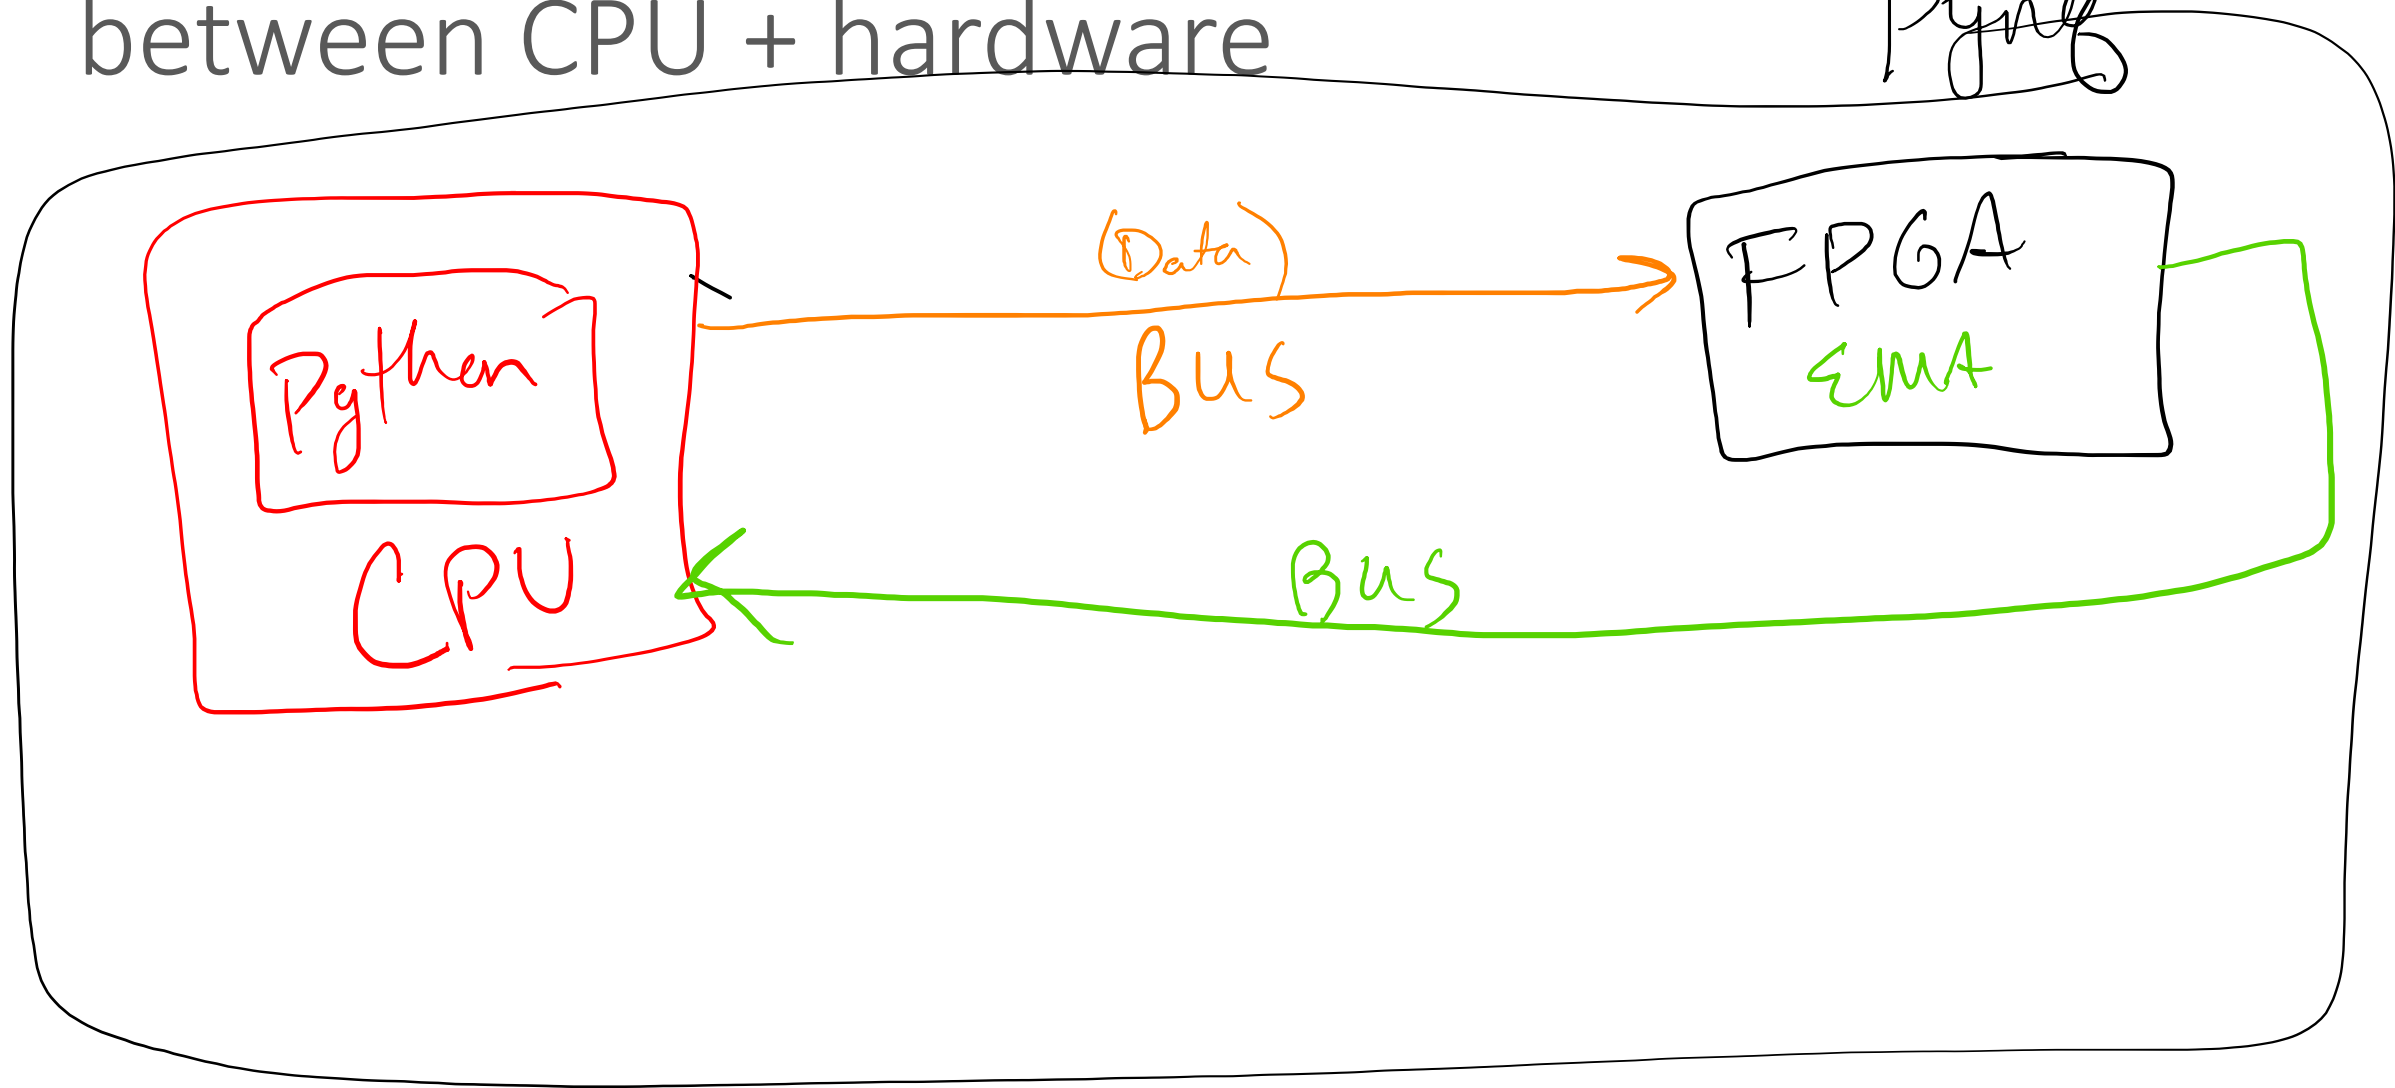 between CPU + hardware
Pynq
(Data)
Bus
FPGA
EMA
Python
CPU
Bus